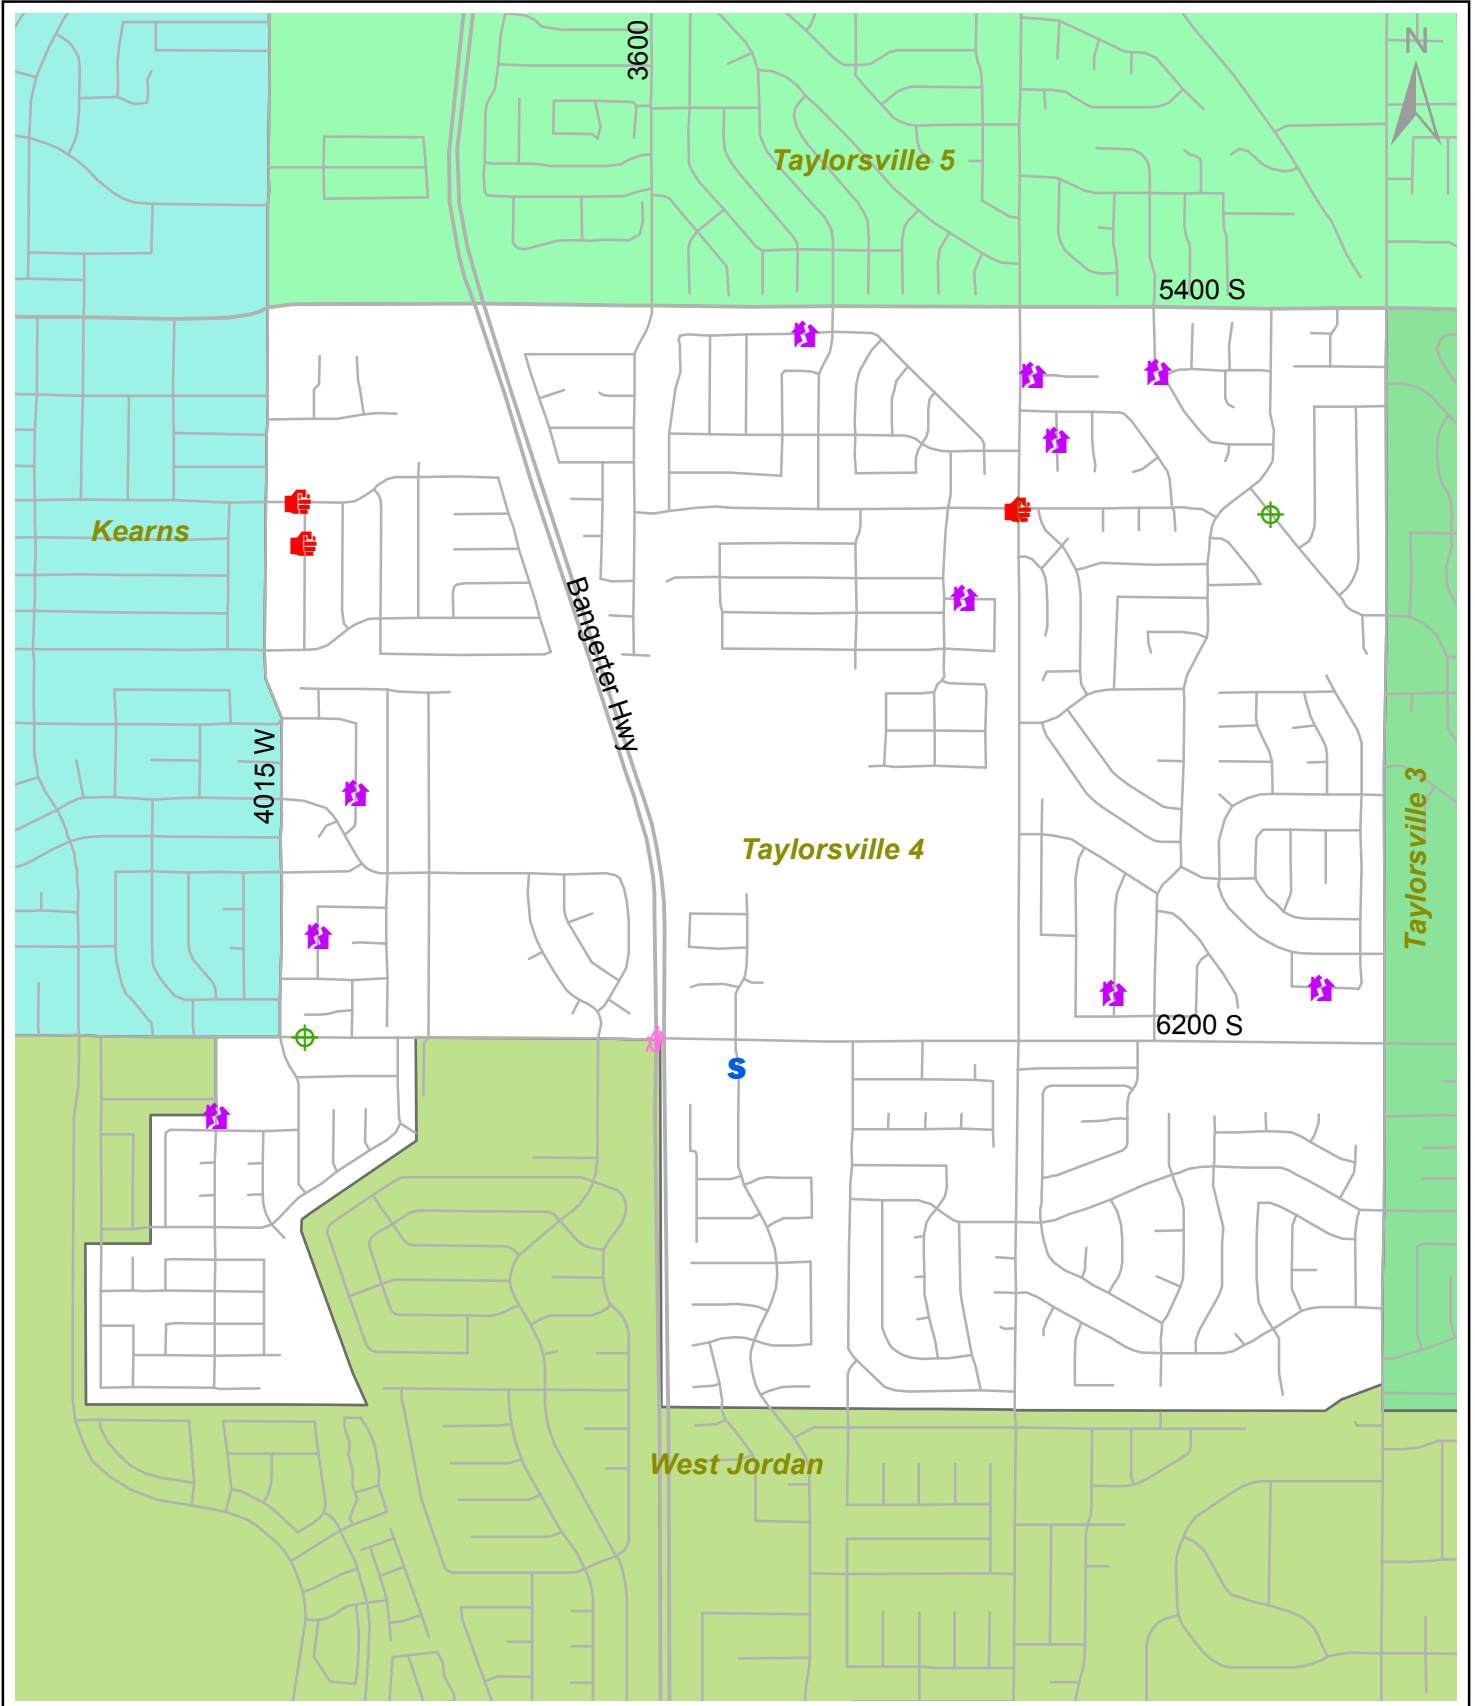 3600
N
Taylorsville 5
5400 S
Kearns
Bangerter Hwy
4015 W
Taylorsville 4
Taylorsville 3
6200 S
S
West Jordan